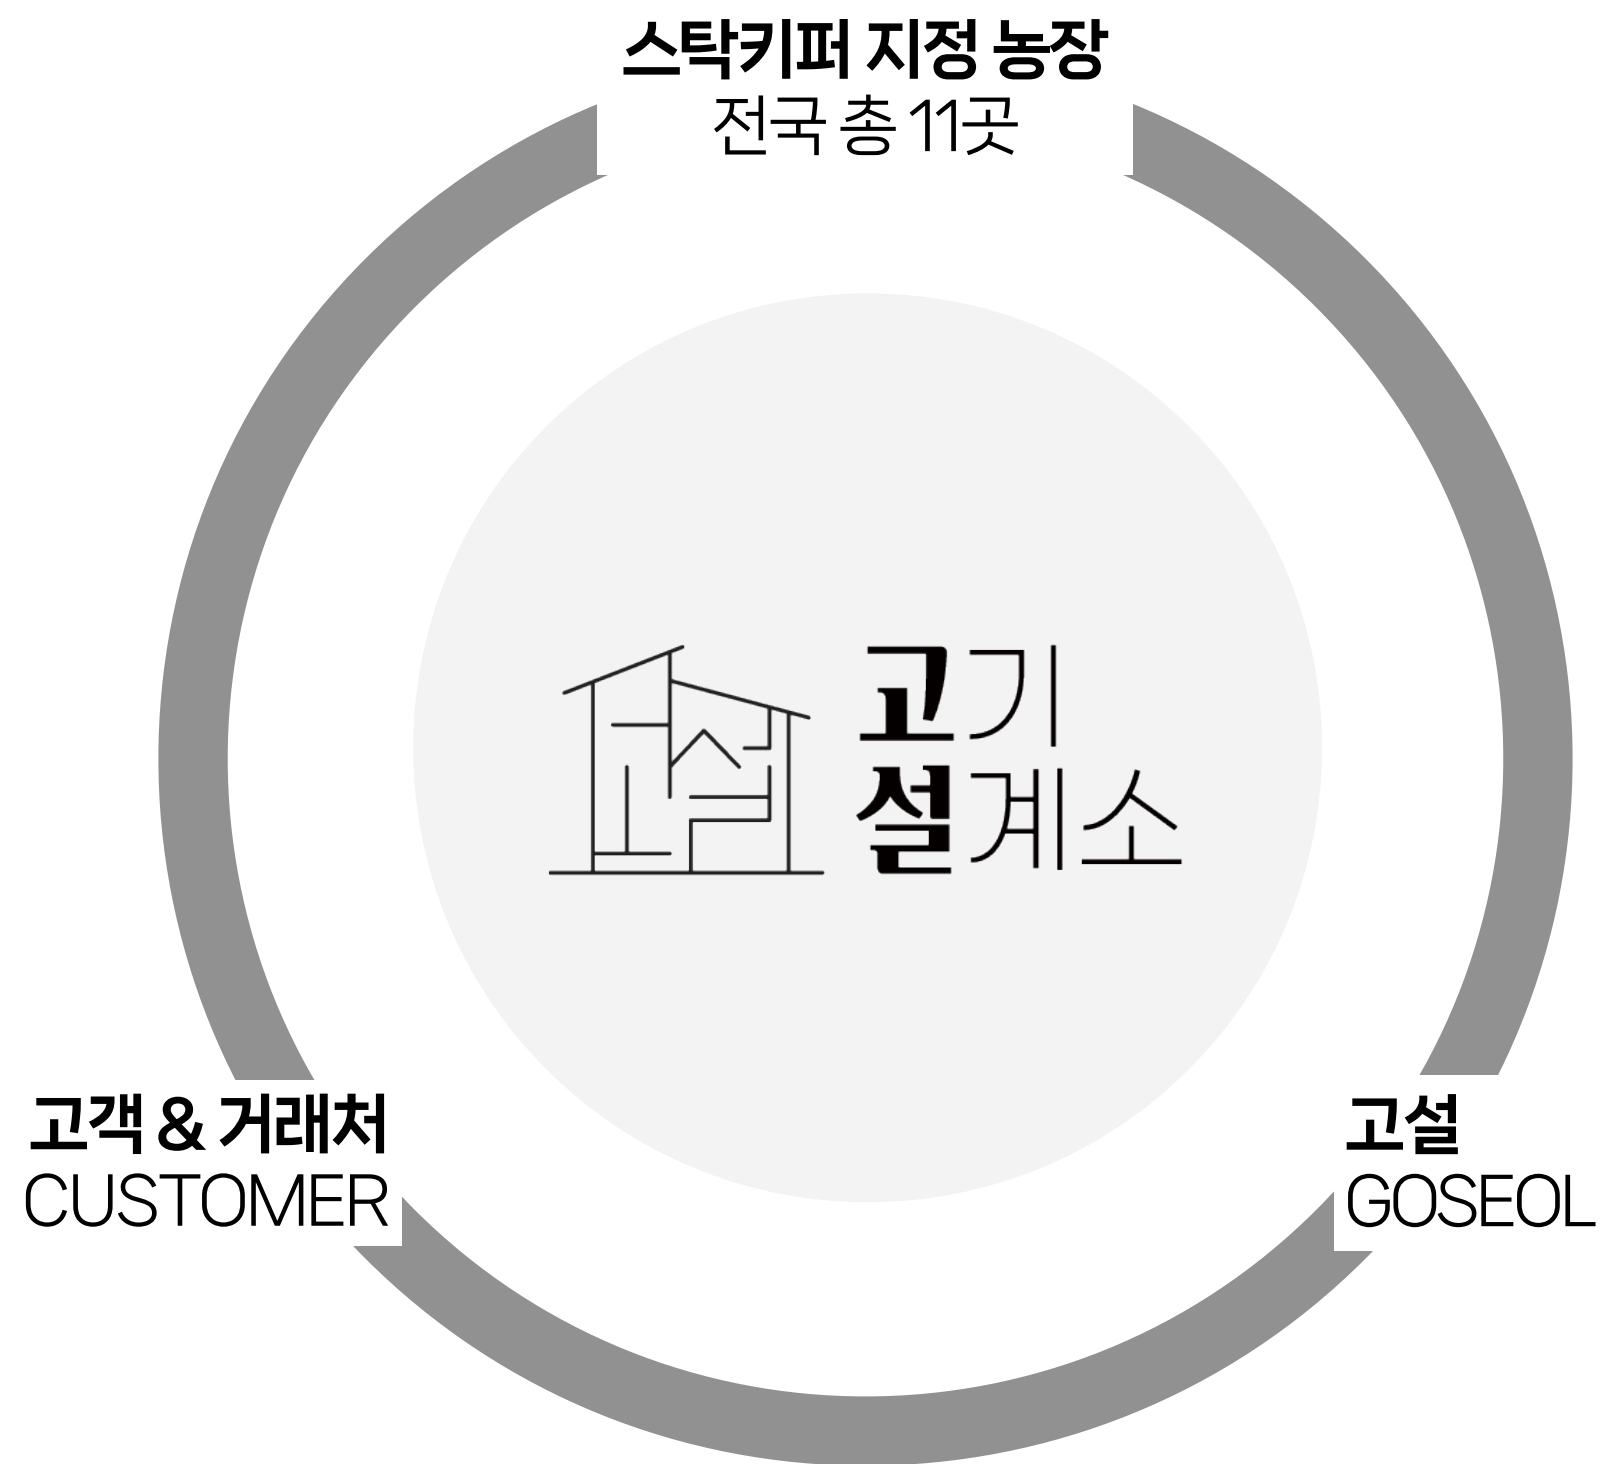 스탁키퍼 지정 농장
전국 총 11곳
고기
설계소
고객 & 거래처
CUSTOMER
고설
GOSEOL